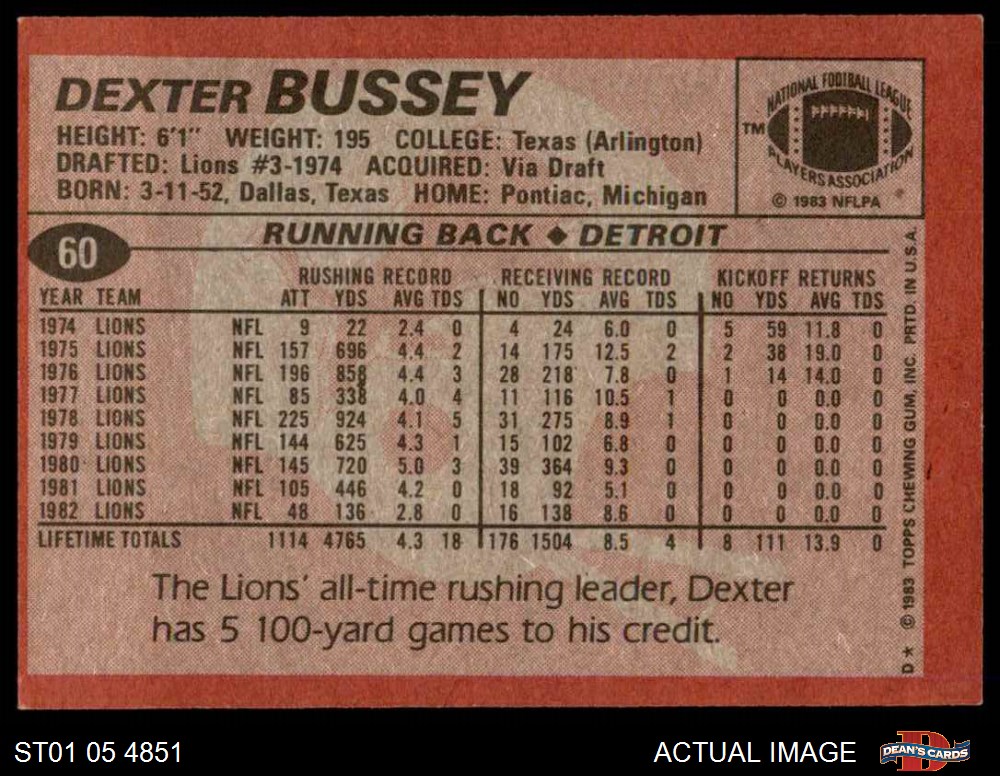 DEXTER BUSSEY
HEIGHT: 6'1" WEIGHT: 195 COLLEGE: Texas (Arlington)
DRAFTED: Lions #3-1974 ACQUIRED: Via Draft
BORN: 3-11-52, Dallas, Texas HOME: Pontiac, Michigan
NATIONAL FOOTBALL LEAGUE
TM
PLAYERS ASSOCIATION
© 1983 NFLPA
60
RUNNING BACK ◆ DETROIT
RUSHING RECORD RECEIVING RECORD KICKOFF RETURNS
YEAR TEAM ATT YDS AVG TDS NO YDS AVG TDS NO YDS AVG TDS
1974 LIONS NFL 9 22 2.4 0 4 24 6.0 0 5 59 11.8 0
1975 LIONS NFL 157 696 4.4 2 14 175 12.5 2 2 38 19.0 0
1976 LIONS NFL 196 858 4.4 3 28 218 7.8 0 1 14 14.0 0
1977 LIONS NFL 85 338 4.0 4 11 116 10.5 1 0 0 0.0 0
1978 LIONS NFL 225 924 4.1 5 31 275 8.9 1 0 0 0.0 0
1979 LIONS NFL 144 625 4.3 1 15 102 6.8 0 0 0 0.0 0
1980 LIONS NFL 145 720 5.0 3 39 364 9.3 0 0 0 0.0 0
1981 LIONS NFL 105 446 4.2 0 18 92 5.1 0 0 0 0.0 0
1982 LIONS NFL 48 136 2.8 0 16 138 8.6 0 0 0 0.0 0
LIFETIME TOTALS 1114 4765 4.3 18 176 1504 8.5 4 8 111 13.9 0
The Lions' all-time rushing leader, Dexter
has 5 100-yard games to his credit.
D* © 1983 TOPPS CHEWING GUM, INC. PRTD. IN U.S.A.
ST01 05 4851
ACTUAL IMAGE
D
DEAN'S CARDS